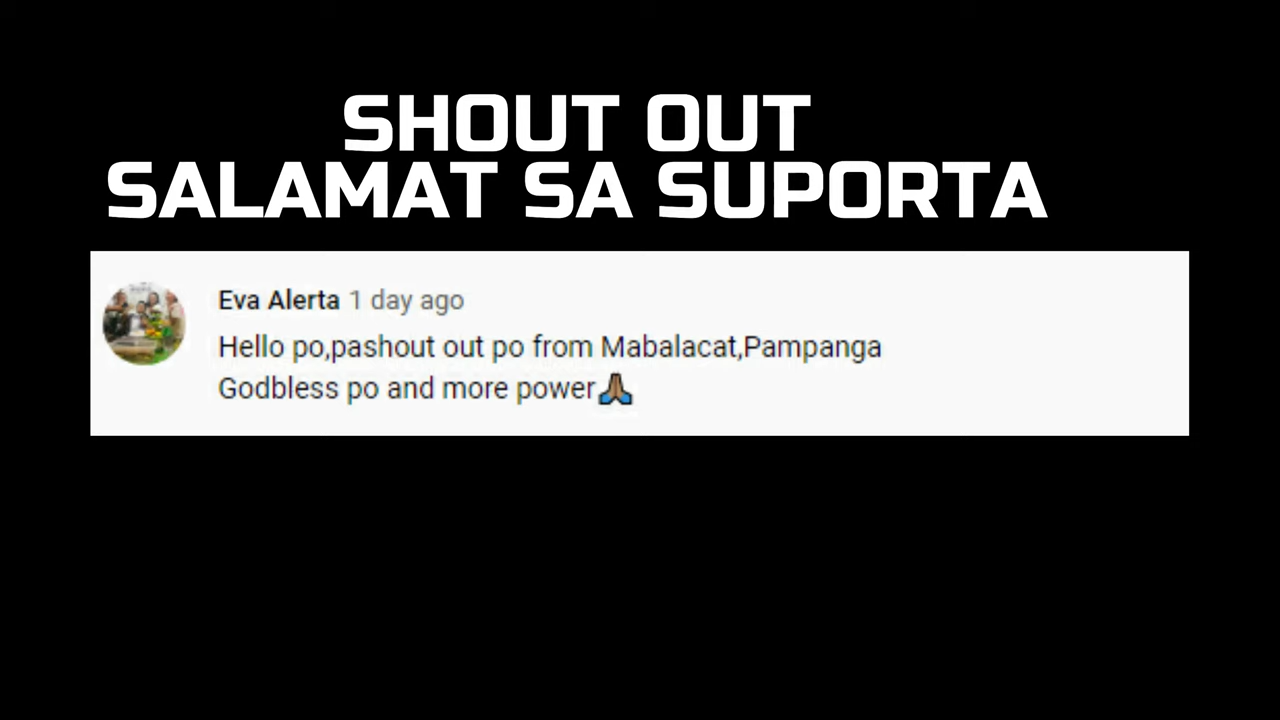 SHOUT OUT
SALAMAT SA SUPORTA
Eva Alerta 1 day ago
Hello po,pashout out po from Mabalacat,Pampanga
Godbless po and more power🙏🏾